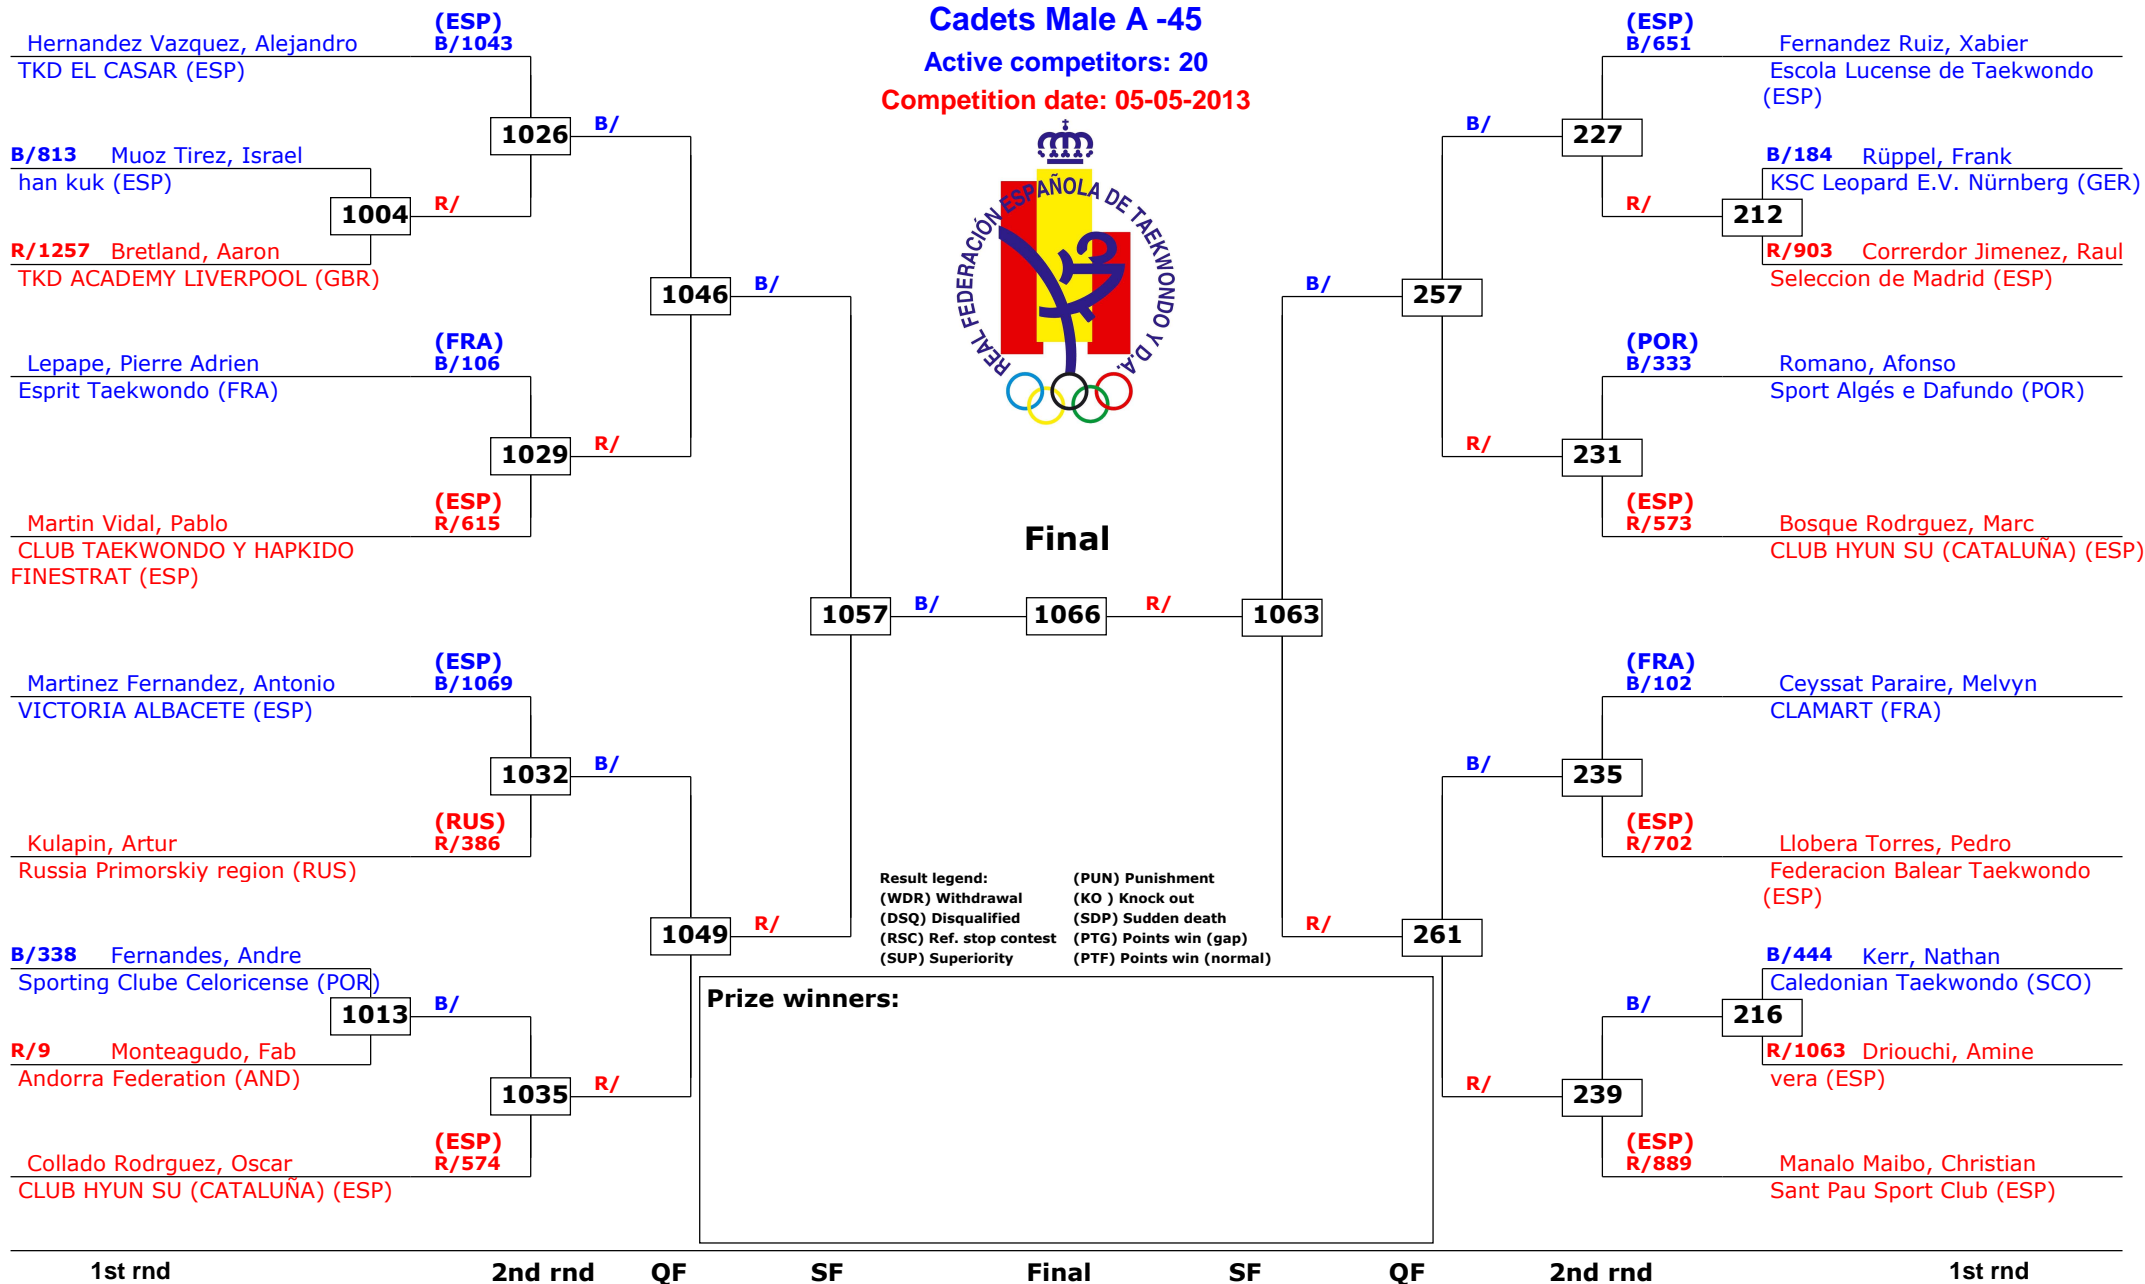 Cadets Male A -45
Active competitors: 20
Competition date: 05-05-2013
REAL FEDERACIÓN ESPAÑOLA DE TAEKWONDO Y D.A.
(ESP)
Hernandez Vazquez, Alejandro B/1043
TKD EL CASAR (ESP)
1026 B/
B/813 Muoz Tirez, Israel
han kuk (ESP)
1004 R/
R/1257 Bretland, Aaron
TKD ACADEMY LIVERPOOL (GBR)
1046 B/
(FRA)
Lepape, Pierre Adrien B/106
Esprit Taekwondo (FRA)
1029 R/
(ESP)
Martin Vidal, Pablo R/615
CLUB TAEKWONDO Y HAPKIDO
FINESTRAT (ESP)
Final
1057 B/ 1066 R/ 1063
(ESP)
Martinez Fernandez, Antonio B/1069
VICTORIA ALBACETE (ESP)
1032 B/
(RUS)
Kulapin, Artur R/386
Russia Primorskiy region (RUS)
1049 R/
B/338 Fernandes, Andre
Sporting Clube Celoricense (POR)
1013 B/
R/9 Monteagudo, Fab
Andorra Federation (AND)
1035 R/
(ESP)
Collado Rodrguez, Oscar R/574
CLUB HYUN SU (CATALUÑA) (ESP)
(ESP)
B/651 Fernandez Ruiz, Xabier
Escola Lucense de Taekwondo
(ESP)
B/ 227
B/184 Rüppel, Frank
KSC Leopard E.V. Nürnberg (GER)
R/ 212
R/903 Correrdor Jimenez, Raul
Seleccion de Madrid (ESP)
B/ 257
(POR)
B/333 Romano, Afonso
Sport Algés e Dafundo (POR)
R/ 231
(ESP)
R/573 Bosque Rodrguez, Marc
CLUB HYUN SU (CATALUÑA) (ESP)
(FRA)
B/102 Ceyssat Paraire, Melvyn
CLAMART (FRA)
B/ 235
(ESP)
R/702 Llobera Torres, Pedro
Federacion Balear Taekwondo
(ESP)
R/ 261
B/444 Kerr, Nathan
Caledonian Taekwondo (SCO)
B/ 216
R/1063 Driouchi, Amine
vera (ESP)
R/ 239
(ESP)
R/889 Manalo Maibo, Christian
Sant Pau Sport Club (ESP)
Result legend: (PUN) Punishment
(WDR) Withdrawal (KO ) Knock out
(DSQ) Disqualified (SDP) Sudden death
(RSC) Ref. stop contest (PTG) Points win (gap)
(SUP) Superiority (PTF) Points win (normal)
Prize winners:
1st rnd 2nd rnd QF SF Final SF QF 2nd rnd 1st rnd